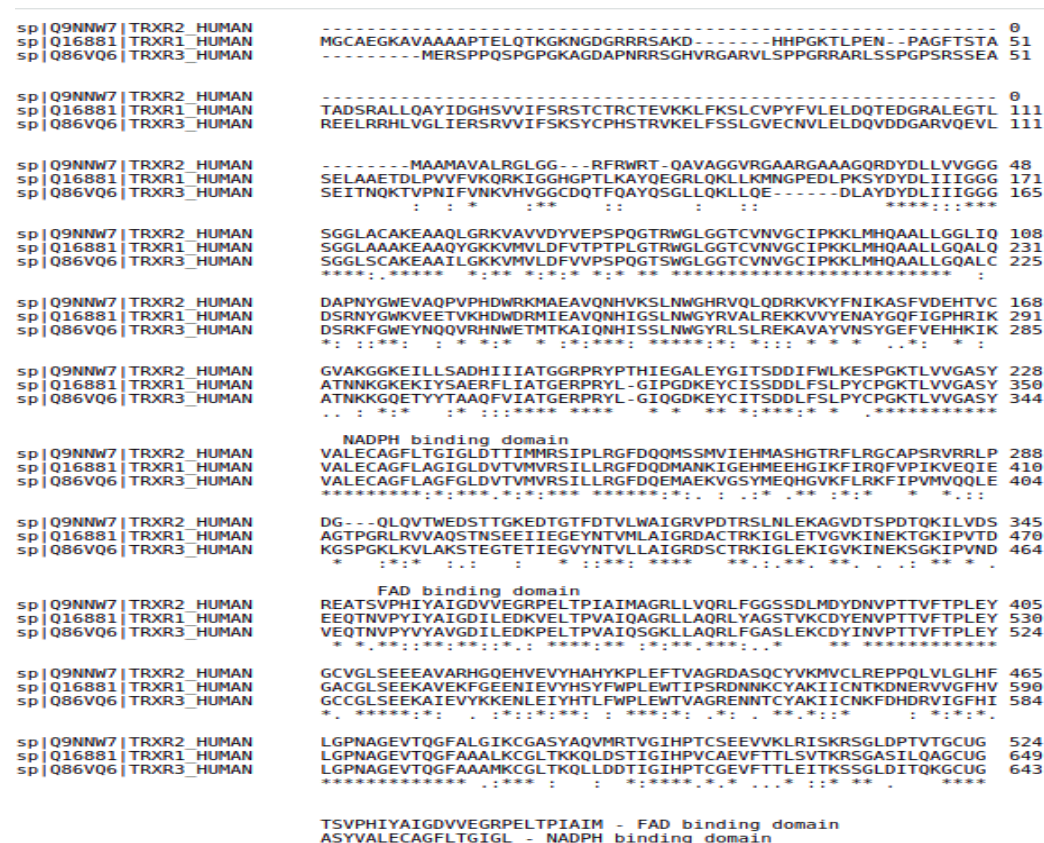 sp|Q9NNW7|TRXR2_HUMAN ------------------------------------------------------------ 0
sp|Q16881|TRXR1_HUMAN MGCAEGKAVAAAAPTELQTKGKNGDGRRRSAKD-------HHPGKTLPEN--PAGFTSTA 51
sp|Q86VQ6|TRXR3_HUMAN ---------MERSPPQSPGPGKAGDAPNRRSGHVRGARVLSPPGRRARLSSPGPSRSSEA 51
sp|Q9NNW7|TRXR2_HUMAN ------------------------------------------------------------ 0
sp|Q16881|TRXR1_HUMAN TADSRALLQAYIDGHSVVIFSRSTCTRCTEVKKLFKSLCVPYFVLELDQTEDGRALEGTL 111
sp|Q86VQ6|TRXR3_HUMAN REELRRHLVGLIERSRVVIFSKSYCPHSTRVKELFSSLGVECNVLELDQVDDGARVQEVL 111
sp|Q9NNW7|TRXR2_HUMAN --------MAAMAVALRGLGG---RFRWRT-QAVAGGVRGAARGAAAGQRDYDLLVVGGG 48
sp|Q16881|TRXR1_HUMAN SELAAETDLPVVFVKQRKIGGHGPTLKAYQEGRLQKLLKMNGPEDLPKSYDYDLIIIGGG 171
sp|Q86VQ6|TRXR3_HUMAN SEITNQKTVPNIFVNKVHVGGCDQTFQAYQSGLLQKLLQE------DLAYDYDLIIIGGG 165
: : * :** :: : :: ****:::***
sp|Q9NNW7|TRXR2_HUMAN SGGLACAKEAAQLGRKVAVVDYVEPSPQGTRWGLGGTCVNVGCIPKKLMHQAALLGGLIQ 108
sp|Q16881|TRXR1_HUMAN SGGLAAAKEAAQYGKKVMVLDFVTPTPLGTRWGLGGTCVNVGCIPKKLMHQAALLGQALQ 231
sp|Q86VQ6|TRXR3_HUMAN SGGLSCAKEAAILGKKVMVLDFVVPSPQGTSWGLGGTCVNVGCIPKKLMHQAALLGQALC 225
****:.***** *:** *:*:* *:* ** ************************* :
sp|Q9NNW7|TRXR2_HUMAN DAPNYGWEVAQPVPHDWRKMAEAVQNHVKSLNWGHRVQLQDRKVKYFNIKASFVDEHTVC 168
sp|Q16881|TRXR1_HUMAN DSRNYGWKVEETVKHDWDRMIEAVQNHIGSLNWGYRVALREKKVVYENAYGQFIGPHRIK 291
sp|Q86VQ6|TRXR3_HUMAN DSRKFGWEYNQQVRHNWETMTKAIQNHISSLNWGYRLSLREKAVAYVNSYGEFVEHHKIK 285
*: ::**: : * *:* * :*:***: *****:*: *::: * * * ..*: * :
sp|Q9NNW7|TRXR2_HUMAN GVAKGGKEILLSADHIIIATGGRPRYPTHIEGALEYGITSDDIFWLKESPGKTLVVGASY 228
sp|Q16881|TRXR1_HUMAN ATNNKGKEKIYSAERFLIATGERPRYL-GIPGDKEYCISSDDLFSLPYCPGKTLVVGASY 350
sp|Q86VQ6|TRXR3_HUMAN ATNKKGQETYYTAAQFVIATGERPRYL-GIQGDKEYCITSDDLFSLPYCPGKTLVVGASY 344
.. : *:* :* :::**** **** * * ** *:***:* * .***********
NADPH binding domain
sp|Q9NNW7|TRXR2_HUMAN VALECAGFLTGIGLDTTIMMRSIPLRGFDQQMSSMVIEHMASHGTRFLRGCAPSRVRRLP 288
sp|Q16881|TRXR1_HUMAN VALECAGFLAGIGLDVTVMVRSILLRGFDQDMANKIGEHMEEHGIKFIRQFVPIKVEQIE 410
sp|Q86VQ6|TRXR3_HUMAN VALECAGFLAGFGLDVTVMVRSILLRGFDQEMAEKVGSYMEQHGVKFLRKFIPVMVQQLE 404
*********:*:***.*:*:*** ******:*:. : .:* .** :*:* * *.::
sp|Q9NNW7|TRXR2_HUMAN DG---QLQVTWEDSTTGKEDTGTFDTVLWAIGRVPDTRSLNLEKAGVDTSPDTQKILVDS 345
sp|Q16881|TRXR1_HUMAN AGTPGRLRVVAQSTNSEEIIEGEYNTVMLAIGRDACTRKIGLETVGVKINEKTGKIPVTD 470
sp|Q86VQ6|TRXR3_HUMAN KGSPGKLKVLAKSTEGTETIEGVYNTVLLAIGRDSCTRKIGLEKIGVKINEKSGKIPVND 464
* :*:* :.: : * ::**: **** **.:.**. **. . .: ** * .
FAD binding domain
sp|Q9NNW7|TRXR2_HUMAN REATSVPHIYAIGDVVEGRPELTPIAIMAGRLLVQRLFGGSSDLMDYDNVPTTVFTPLEY 405
sp|Q16881|TRXR1_HUMAN EEQTNVPYIYAIGDILEDKVELTPVAIQAGRLLAQRLYAGSTVKCDYENVPTTVFTPLEY 530
sp|Q86VQ6|TRXR3_HUMAN VEQTNVPYVYAVGDILEDKPELTPVAIQSGKLLAQRLFGASLEKCDYINVPTTVFTPLEY 524
* *.**::**:**::*.: ****:** :*:**.***:..* ** ************
sp|Q9NNW7|TRXR2_HUMAN GCVGLSEEEAVARHGQEHVEVYHAHYKPLEFTVAGRDASQCYVKMVCLREPPQLVLGLHF 465
sp|Q16881|TRXR1_HUMAN GACGLSEEKAVEKFGEENIEVYHSYFWPLEWTIPSRDNNKCYAKIICNTKDNERVVGFHV 590
sp|Q86VQ6|TRXR3_HUMAN GCCGLSEEKAIEVYKKENLEIYHTLFWPLEWTVAGRENNTCYAKIICNKFDHDRVIGFHI 584
*. *****:*: . :*::*:**: : ***:*: .*: . **.*::* : *:*:*.
sp|Q9NNW7|TRXR2_HUMAN LGPNAGEVTQGFALGIKCGASYAQVMRTVGIHPTCSEEVVKLRISKRSGLDPTVTGCUG 524
sp|Q16881|TRXR1_HUMAN LGPNAGEVTQGFAAALKCGLTKKQLDSTIGIHPVCAEVFTTLSVTKRSGASILQAGCUG 649
sp|Q86VQ6|TRXR3_HUMAN LGPNAGEVTQGFAAAMKCGLTKQLLDDTIGIHPTCGEVFTTLEITKSSGLDITQKGCUG 643
************* .:*** : : *:****.*.* ...* ::* ** . ****
TSVPHIYAIGDVVEGRPELTPIAIM - FAD binding domain
ASYVALECAGFLTGIGL - NADPH binding domain